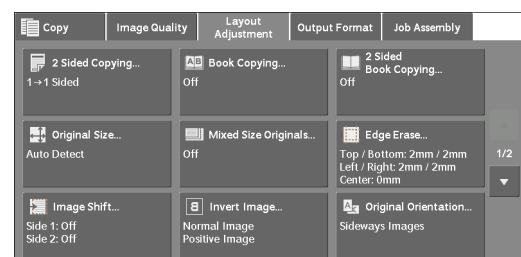 Copy
Image Quality
Layout
Adjustment
Output Format
Job Assembly
2 Sided Copying...
1→1 Sided
AB Book Copying...
Off
2 Sided
Book Copying...
Off
Original Size...
Auto Detect
Mixed Size Originals...
Off
Edge Erase...
Top / Bottom: 2mm / 2mm
Left / Right: 2mm / 2mm
Center: 0mm
1/2
Image Shift...
Side 1: Off
Side 2: Off
Invert Image...
Normal Image
Positive Image
Original Orientation...
Sideways Images